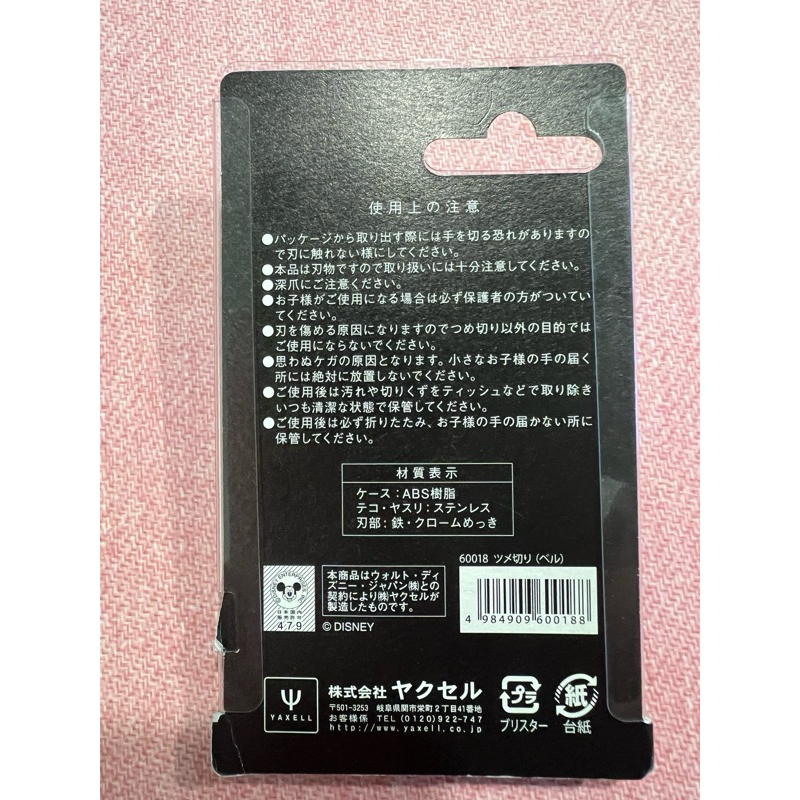 使用上の注意
●パッケージから取り出す際には手を切る恐れがありますの
で刃に触れない様にしてください。
●本品は刃物ですので取り扱いには十分注意してください。
●深爪にご注意ください。
●お子様がご使用になる場合は必ず保護者の方がついてい
てください。
●刃を傷める原因になりますのでつめ切り以外の目的では
ご使用にならないでください。
●思わぬケガの原因となります。小さなお子様の手の届く
所には絶対に放置しないでください。
●ご使用後は汚れや切りくずをティッシュなどで取り除き
いつも清潔な状態で保管してください。
●ご使用後は必ず折りたたみ、お子様の手の届かない所に
保管してください。
材質表示
ケース：ABS樹脂
テコ・ヤスリ：ステンレス
刃部：鉄・クロームめっき
60018 ツメ切り（ベル）
本商品はウォルト・ディ
ズニー・ジャパン㈱との
契約により㈱ヤクセルが
製造したものです。
日本国内
販売許可
479
© DISNEY
4 984909 600188
YAXELL
株式会社 ヤクセル
〒501-3253 岐阜県関市栄町2丁目41番地
お客様係 TEL(0120)922-747
http://www.yaxell.co.jp
プラ
ブリスター
紙
台紙